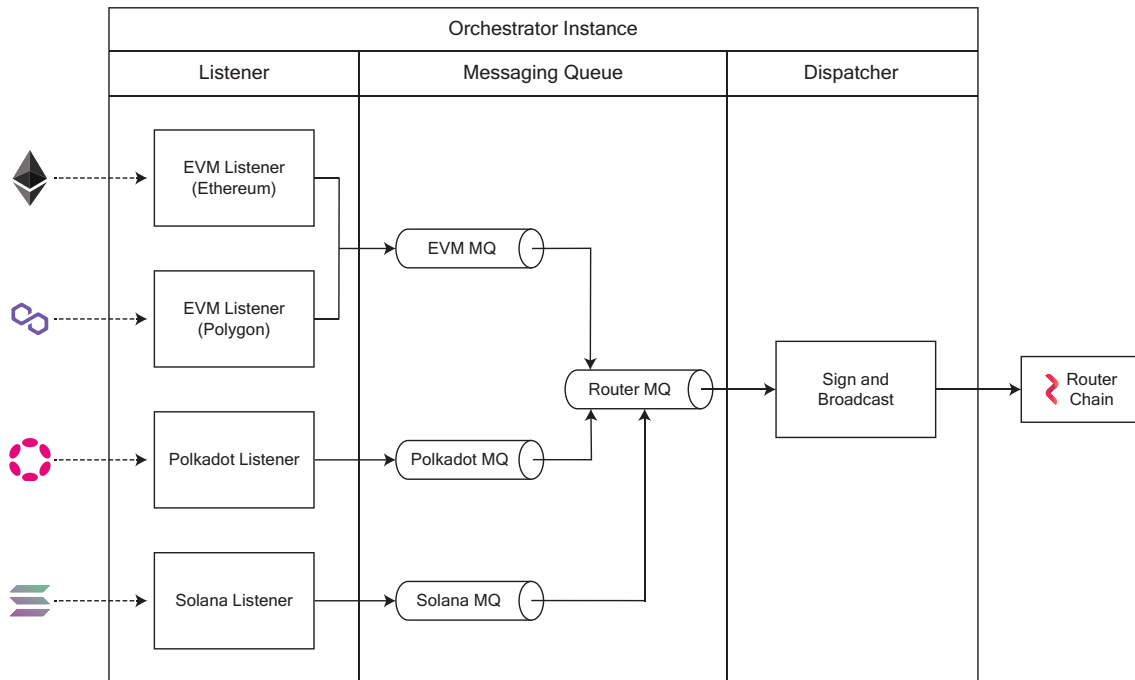 Orchestrator Instance
Listener
Messaging Queue
Dispatcher
EVM Listener
(Ethereum)
EVM MQ
EVM Listener
(Polygon)
Router MQ
Sign and
Broadcast
Router
Chain
Polkadot Listener
Polkadot MQ
Solana Listener
Solana MQ